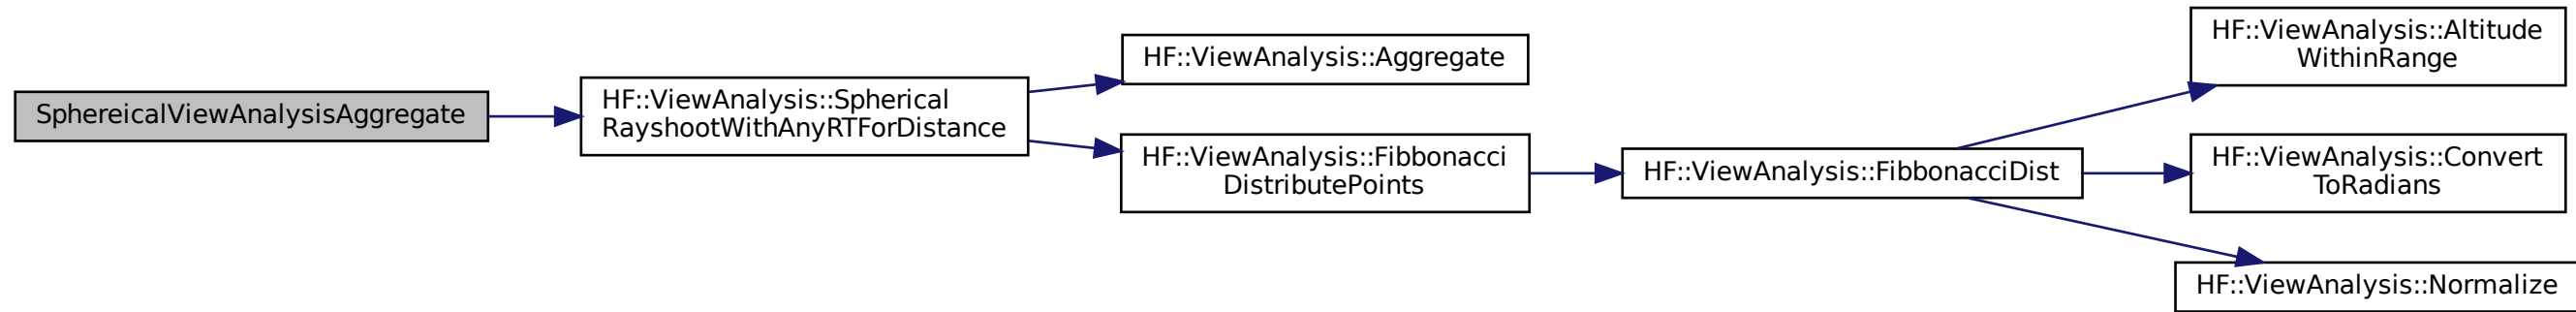 SphereicalViewAnalysisAggregate
HF::ViewAnalysis::Spherical
RayshootWithAnyRTForDistance
HF::ViewAnalysis::Aggregate
HF::ViewAnalysis::Fibbonacci
DistributePoints
HF::ViewAnalysis::FibbonacciDist
HF::ViewAnalysis::Altitude
WithinRange
HF::ViewAnalysis::Convert
ToRadians
HF::ViewAnalysis::Normalize